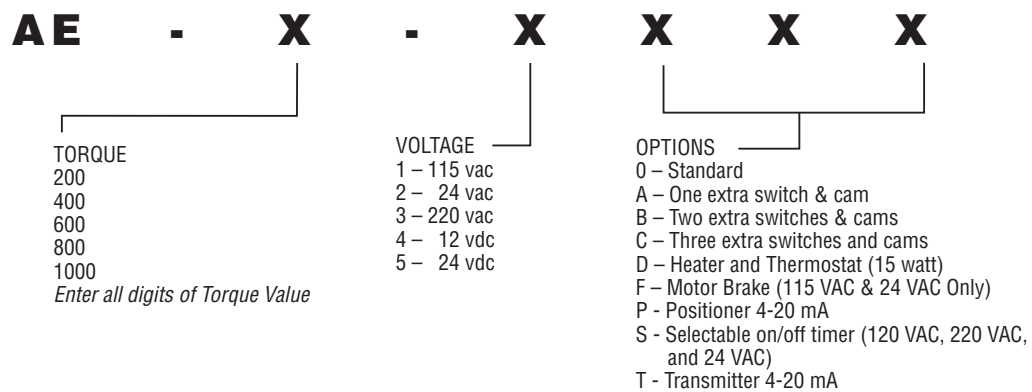 AE - X - X X X X
TORQUE
200
400
600
800
1000
Enter all digits of Torque Value
VOLTAGE
1 – 115 vac
2 – 24 vac
3 – 220 vac
4 – 12 vdc
5 – 24 vdc
OPTIONS
0 – Standard
A – One extra switch & cam
B – Two extra switches & cams
C – Three extra switches and cams
D – Heater and Thermostat (15 watt)
F – Motor Brake (115 VAC & 24 VAC Only)
P - Positioner 4-20 mA
S - Selectable on/off timer (120 VAC, 220 VAC,
and 24 VAC)
T - Transmitter 4-20 mA